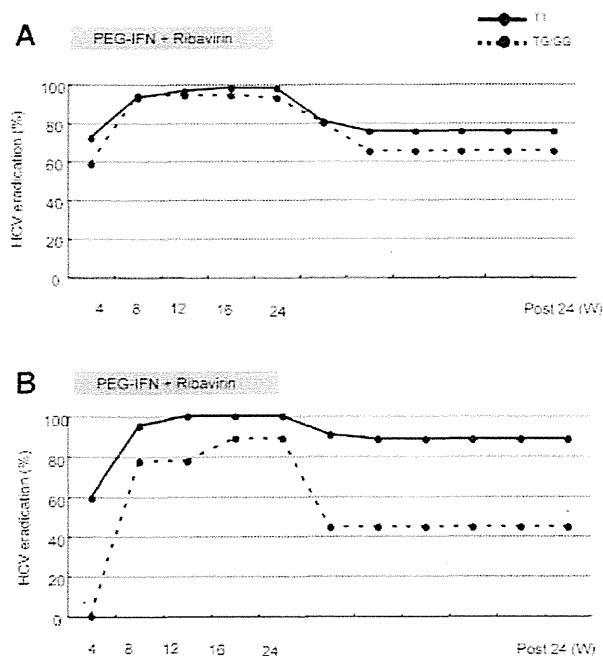 TT
TG/GG
A
PEG-IFN + Ribavirin
HCV eradication (%)
100
80
60
40
20
0
4 8 12 16 24 Post 24 (W)
B
PEG-IFN + Ribavirin
HCV eradication (%)
100
80
60
40
20
0
4 8 12 16 24 Post 24 (W)